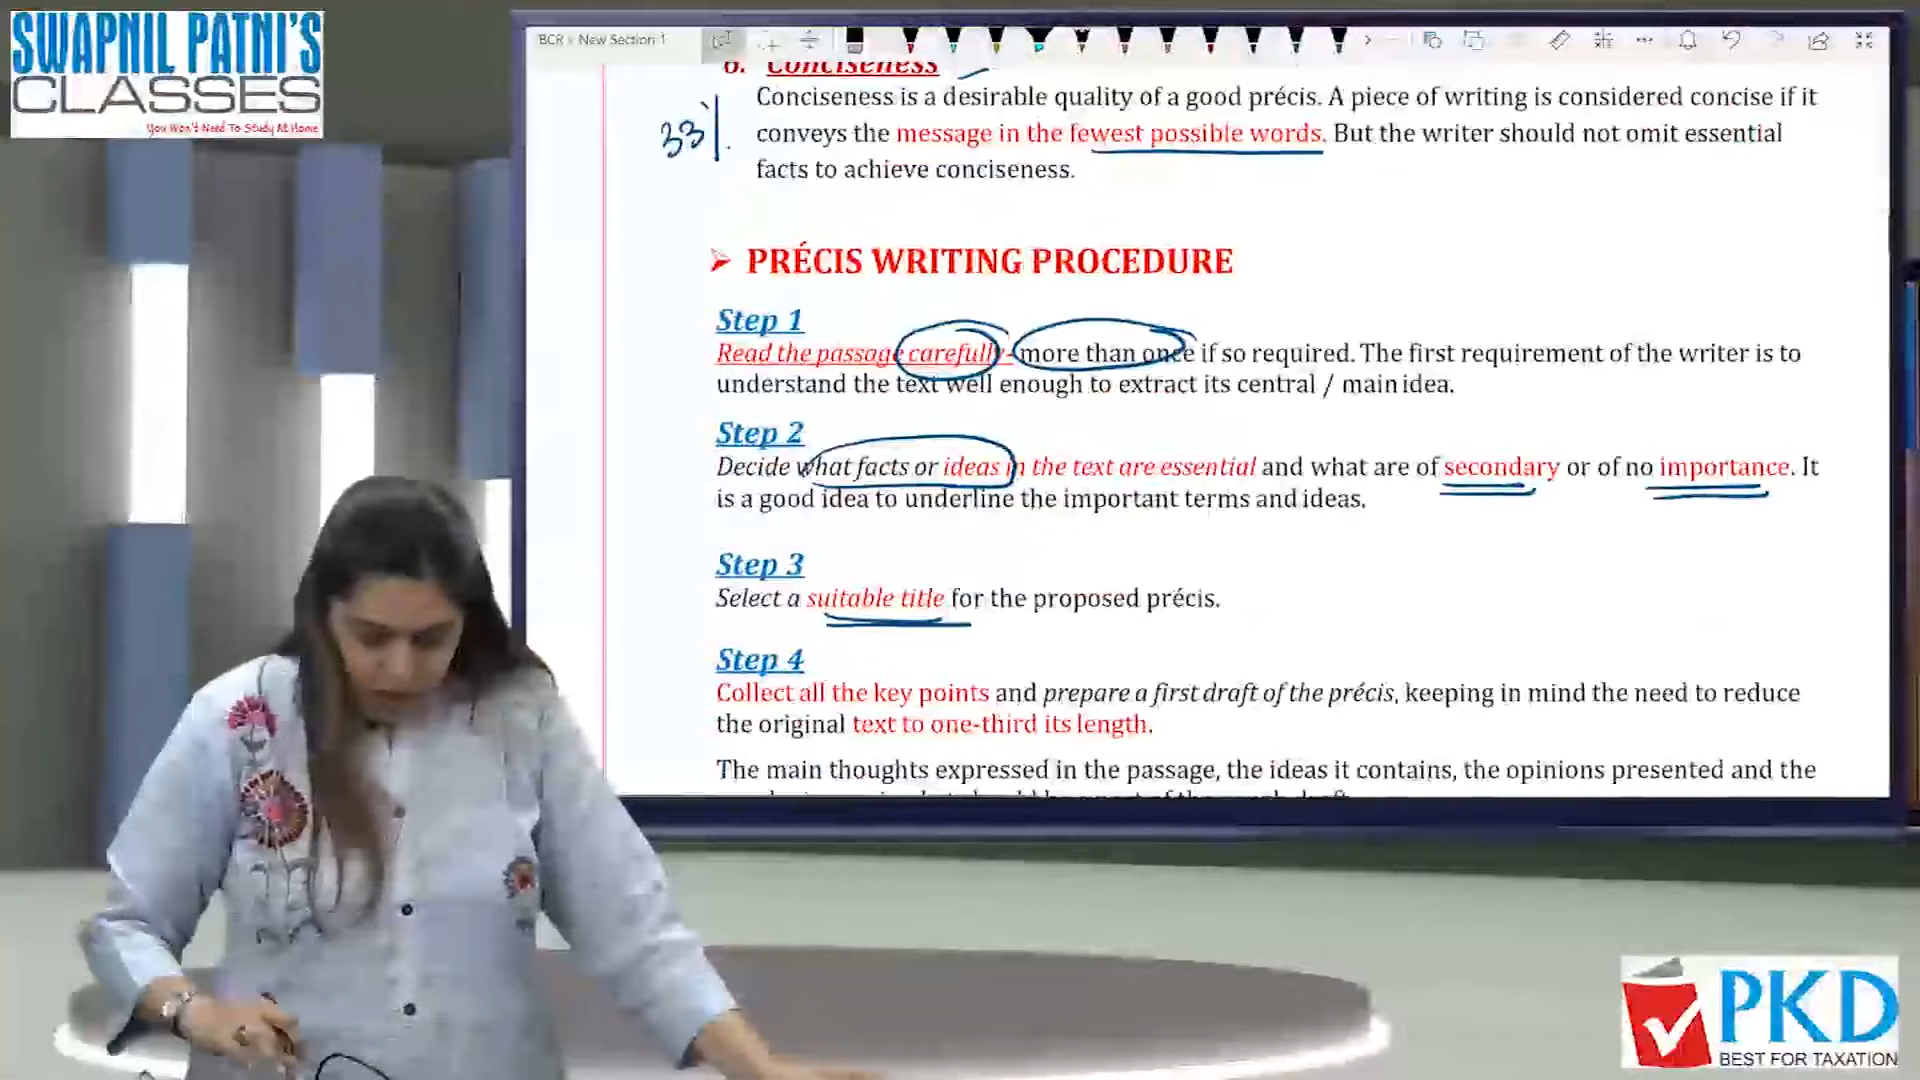 SWAPNIL PATNI'S
CLASSES
You Won't Need To Study At Home
BCR » New Section 1
6. Conciseness
Conciseness is a desirable quality of a good précis. A piece of writing is considered concise if it
33%
conveys the message in the fewest possible words. But the writer should not omit essential
facts to achieve conciseness.
PRÉCIS WRITING PROCEDURE
Step 1
Read the passage carefully- more than once if so required. The first requirement of the writer is to
understand the text well enough to extract its central / main idea.
Step 2
Decide what facts or ideas in the text are essential and what are of secondary or of no importance. It
is a good idea to underline the important terms and ideas.
Step 3
Select a suitable title for the proposed précis.
Step 4
Collect all the key points and prepare a first draft of the précis, keeping in mind the need to reduce
the original text to one-third its length.
The main thoughts expressed in the passage, the ideas it contains, the opinions presented and the
PKD
BEST FOR TAXATION